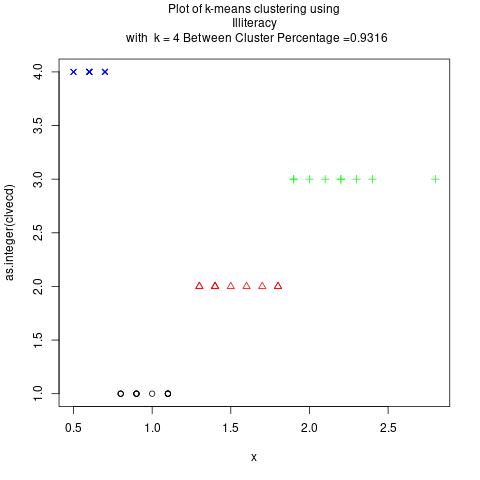 Plot of k-means clustering using
Illiteracy
with  k = 4 Between Cluster Percentage =0.9316
as.integer(clvecd)
4.0
3.5
3.0
2.5
2.0
1.5
1.0
0.5 1.0 1.5 2.0 2.5
x